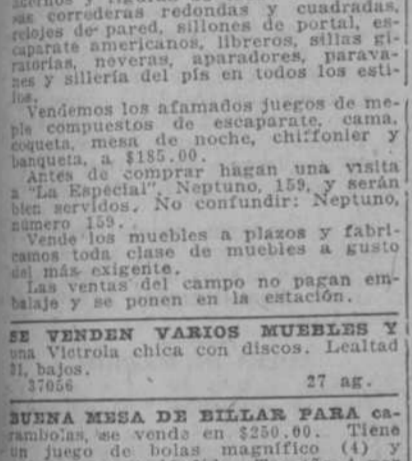 sas correderas redondas y cuadradas,
relojes de pared, sillones de portal, es-
caparate americanos, libreros, sillas gi-
ratorias, neveras, aparadores, parava-
nes y sillería del pís en todos los esti-
los.
Vendemos los afamados juegos de me-
ple compuestos de escaparate, cama,
coqueta, mesa de noche, chiffonier y
banqueta, a $185.00.
Antes de comprar hagan una visita
a "La Especial", Neptuno, 159, y serán
bien servidos. No confundir: Neptuno,
número 159.
Vende los muebles a plazos y fabri-
camos toda clase de muebles a gusto
del más exigente.
Las ventas del campo no pagan em-
balaje y se ponen en la estación.
SE VENDEN VARIOS MUEBLES Y
una Victrola chica con discos. Lealtad
31, bajos.
37056 27 ag.
BUENA MESA DE BILLAR PARA ca-
rambolas, se vende en $250.00. Tiene
un juego de bolas magnífico (4) y